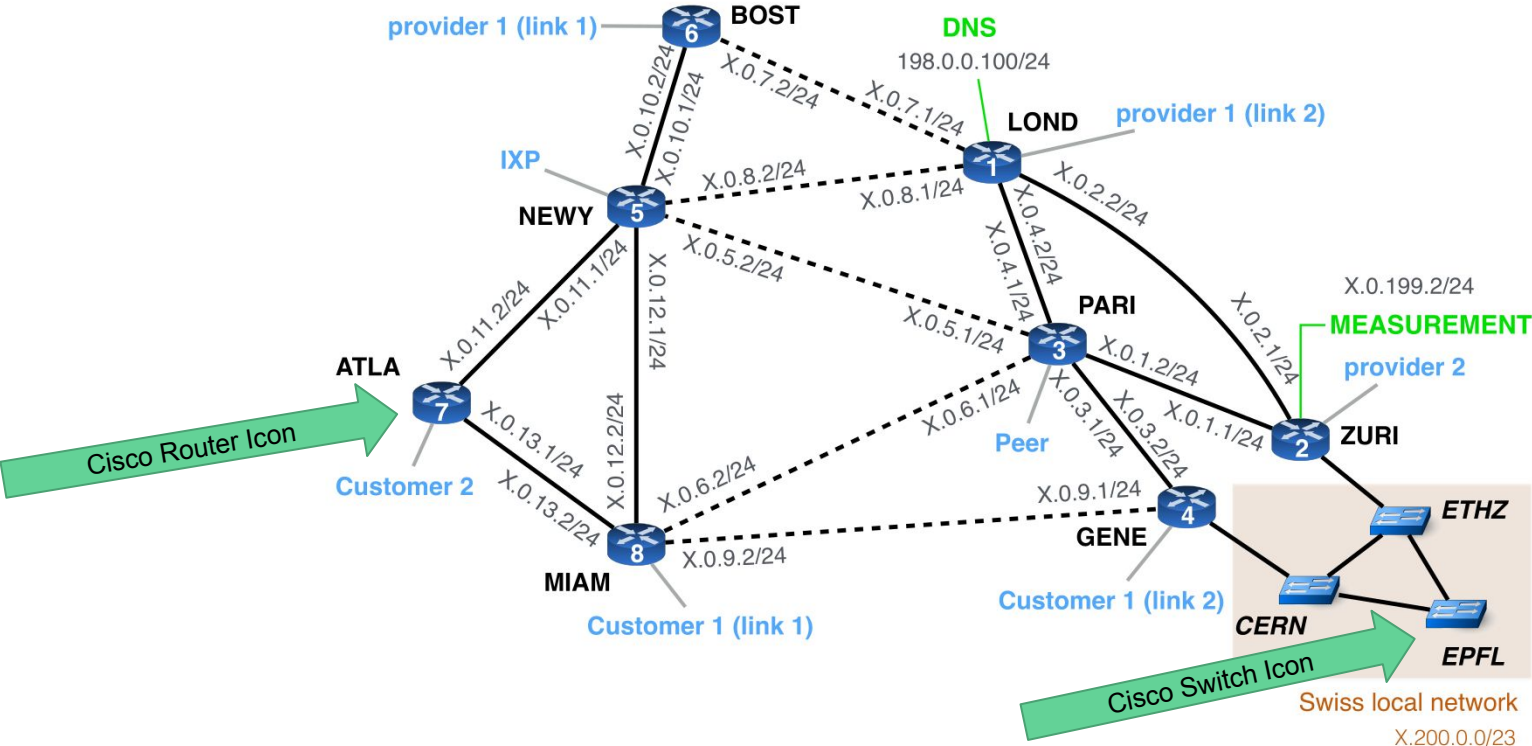 BOST
provider 1 (link 1)
6
DNS
198.0.0.100/24
X.0.10.2/24
X.0.10.1/24
X.0.7.2/24
X.0.7.1/24
LOND
provider 1 (link 2)
1
IXP
X.0.8.2/24
X.0.8.1/24
X.0.2.2/24
NEWY
5
X.0.5.2/24
X.0.4.2/24
X.0.4.1/24
X.0.11.1/24
X.0.11.2/24
X.0.12.1/24
X.0.5.1/24
PARI
3
X.0.199.2/24
MEASUREMENT
X.0.2.1/24
provider 2
X.0.1.2/24
X.0.1.1/24
ATLA
7
Cisco Router Icon
Customer 2
X.0.13.1/24
X.0.13.2/24
X.0.12.2/24
X.0.6.1/24
X.0.6.2/24
Peer
X.0.3.1/24
X.0.3.2/24
2
ZURI
X.0.9.1/24
X.0.9.2/24
8
MIAM
Customer 1 (link 1)
4
GENE
Customer 1 (link 2)
ETHZ
CERN
EPFL
Cisco Switch Icon
Swiss local network
X.200.0.0/23